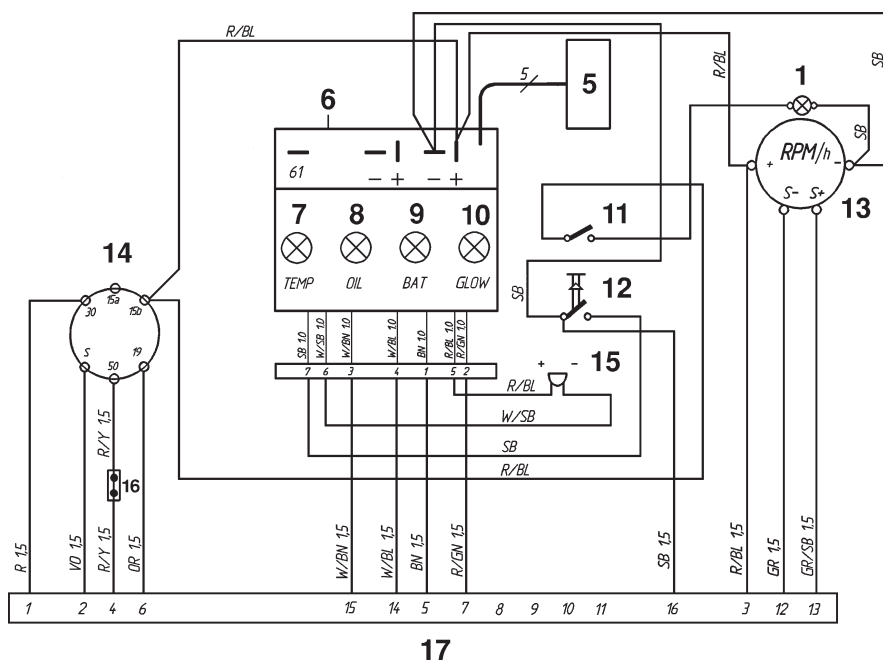 R/BL
5
5
6
R/BL
SB
1
SB
RPM/h
+ -
S- S+
13
61
- + - +
7 8 9 10
TEMP OIL BAT GLOW
11
SB
12
14
30 15a 15b
S 50 19
SB 1.0
W/SB 1.0
W/BN 1.0
W/BL 1.0
BN 1.0
R/BL 1.0
R/GN 1.0
7 6 3 4 1 5 2
+ -
15
R/BL
W/SB
SB
R/BL
R/Y 1,5
16
R 1,5
VO 1,5
R/Y 1,5
OR 1,5
W/BN 1,5
W/BL 1,5
BN 1,5
R/GN 1,5
SB 1,5
R/BL 1,5
GR 1,5
GR/SB 1,5
1 2 4 6 15 14 5 7 8 9 10 11 16 3 12 13
17